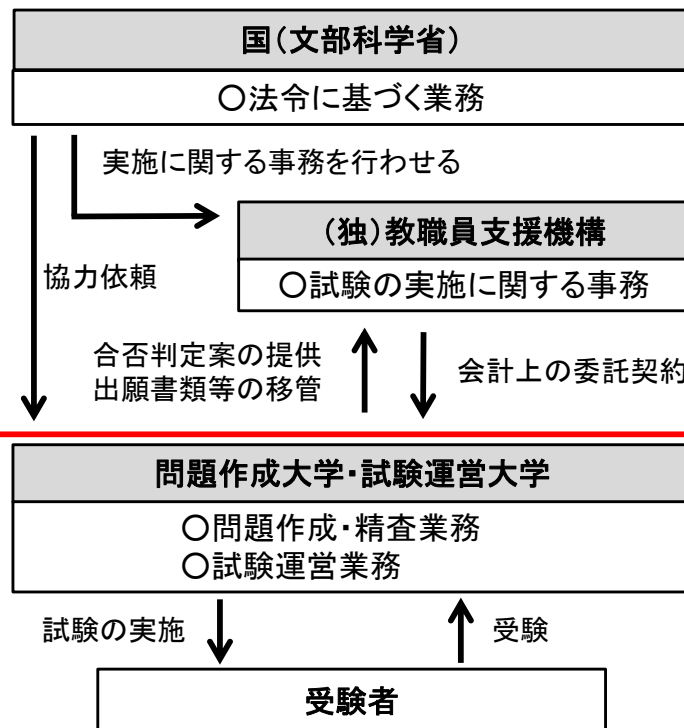 国(文部科学省)
○法令に基づく業務
実施に関する事務を行わせる
(独)教職員支援機構
○試験の実施に関する事務
協力依頼
合否判定案の提供
出願書類等の移管
会計上の委託契約
問題作成大学・試験運営大学
○問題作成・精査業務
○試験運営業務
試験の実施
受験
受験者